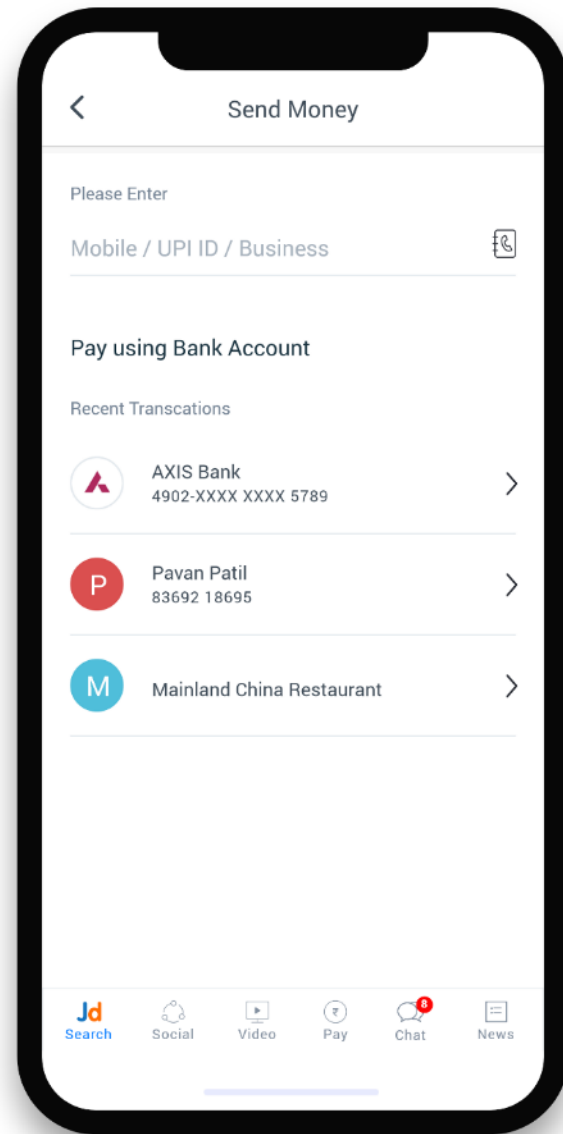 Send Money
Please Enter
Mobile / UPI ID / Business
Pay using Bank Account
Recent Transcations
AXIS Bank
4902-XXXX XXXX 5789
P
Pavan Patil
83692 18695
M
Mainland China Restaurant
8
Jd
Search Social Video Pay Chat News